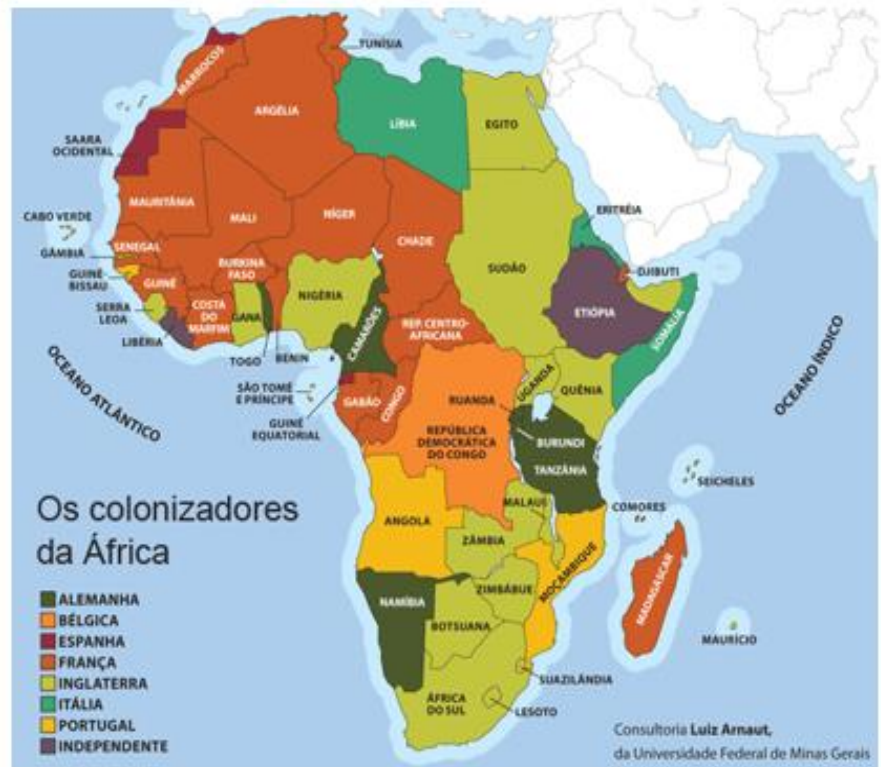 TUNÍSIA
MARROCOS
ARGÉLIA
LÍBIA
EGITO
SAARA
OCIDENTAL
MAURITÂNIA
MALI
NÍGER
CHADE
SUDÃO
ERITRÉIA
CABO VERDE
SENEGAL
GÂMBIA
GUINÉ-
BISSAU
GUINÉ
BURKINA
FASO
DJIBUTI
SERRA
LEOA
COSTA
DO
MARFIM
GANA
NIGÉRIA
CAMARÕES
REP. CENTRO-
AFRICANA
ETIÓPIA
SOMÁLIA
LIBÉRIA
TOGO
BENIN
OCEANO ATLÂNTICO
OCEANO ÍNDICO
SÃO TOMÉ
E PRÍNCIPE
GUINÉ
EQUATORIAL
GABÃO
CONGO
RUANDA
UGANDA
QUÊNIA
REPÚBLICA
DEMOCRÁTICA
DO CONGO
BURUNDI
TANZÂNIA
SEICHELES
COMORES
MALAUI
ANGOLA
ZÂMBIA
MOÇAMBIQUE
MADAGASCAR
MAURÍCIO
NAMÍBIA
ZIMBÁBUE
BOTSUANA
SUAZILÂNDIA
ÁFRICA
DO SUL
LESOTO
Os colonizadores
da África
ALEMANHA
BÉLGICA
ESPANHA
FRANÇA
INGLATERRA
ITÁLIA
PORTUGAL
INDEPENDENTE
Consultoria Luiz Arnaut,
da Universidade Federal de Minas Gerais